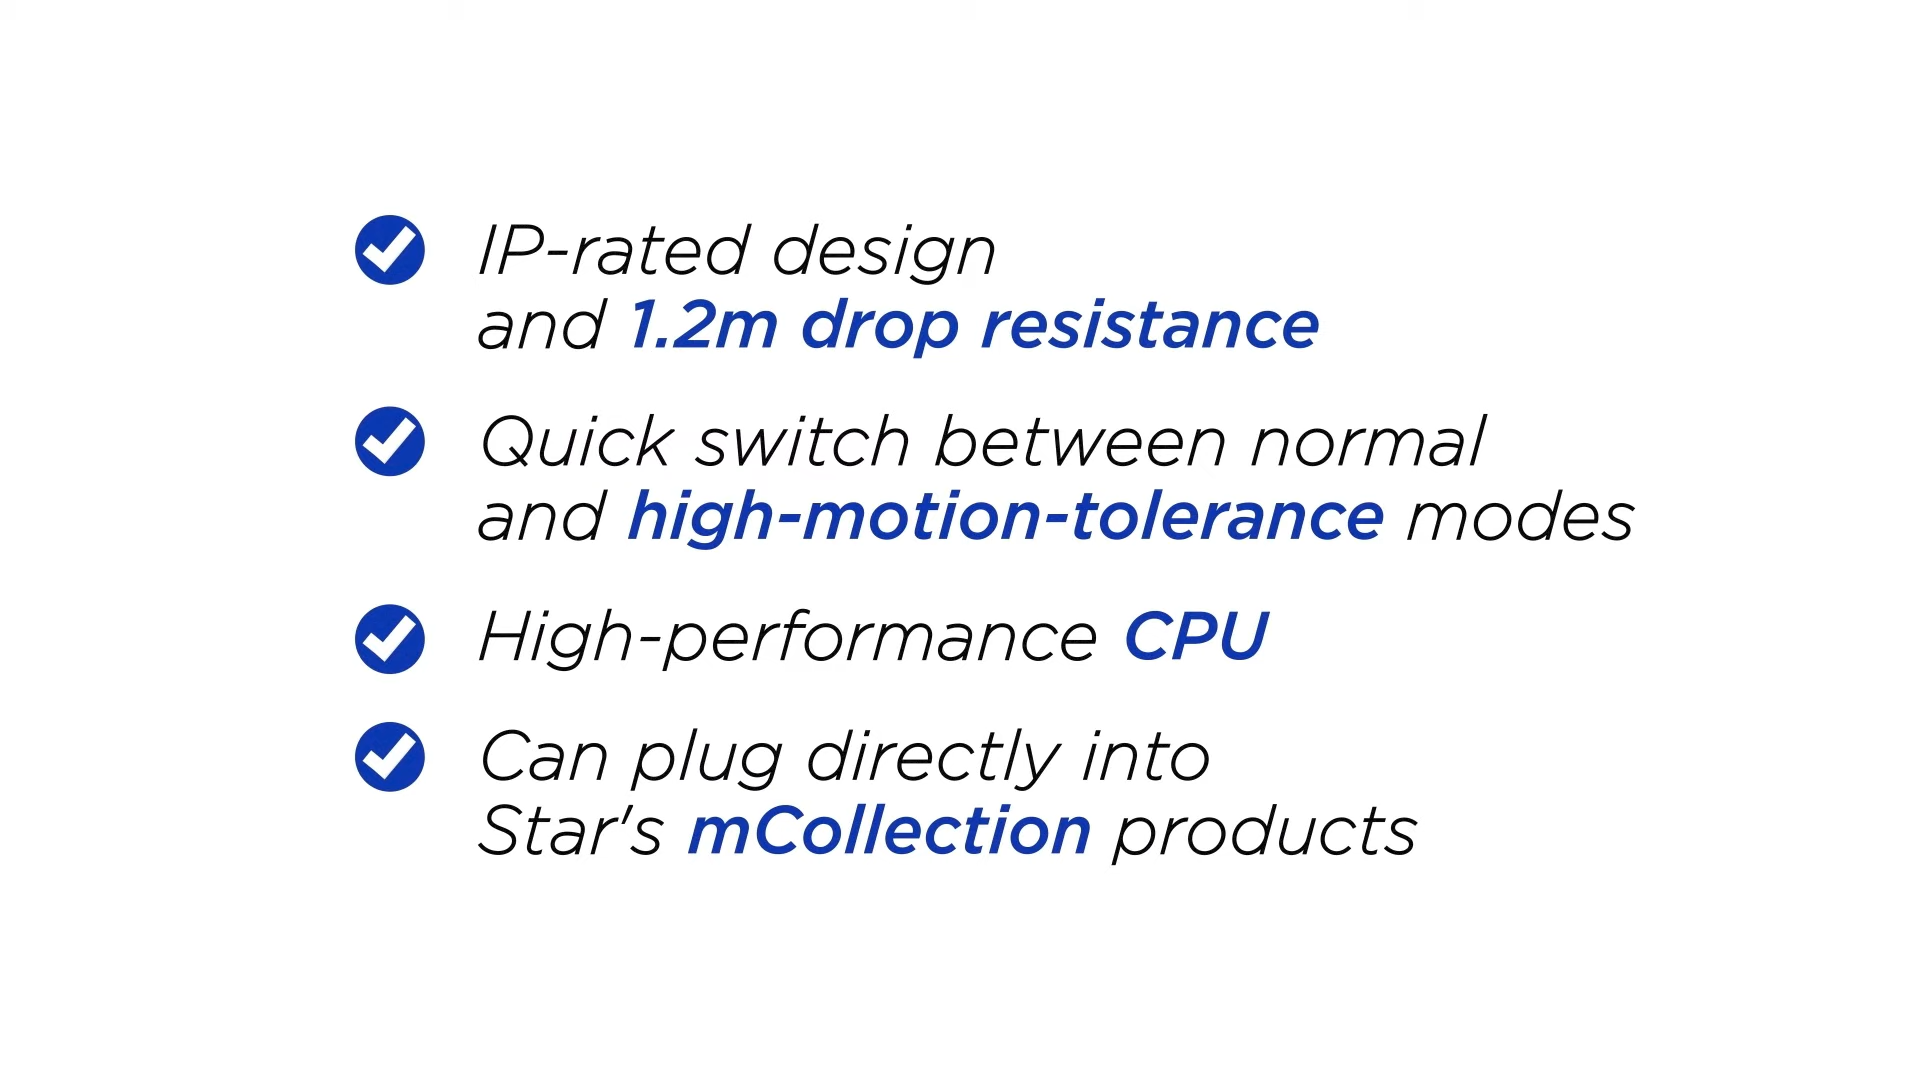 IP-rated design
and 1.2m drop resistance
Quick switch between normal
and high-motion-tolerance modes
High-performance CPU
Can plug directly into
Star's mCollection products